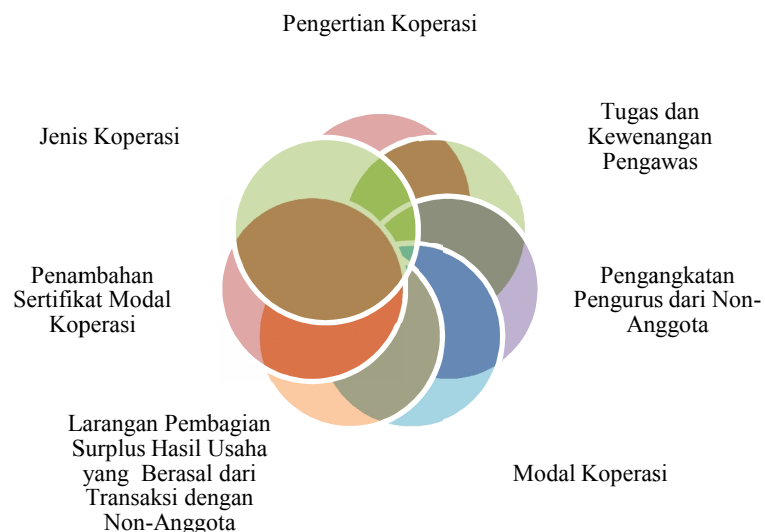 Pengertian Koperasi
Tugas dan
Kewenangan
Pengawas
Pengangkatan
Pengurus dari Non-
Anggota
Modal Koperasi
Larangan Pembagian
Surplus Hasil Usaha
yang Berasal dari
Transaksi dengan
Non-Anggota
Penambahan
Sertifikat Modal
Koperasi
Jenis Koperasi